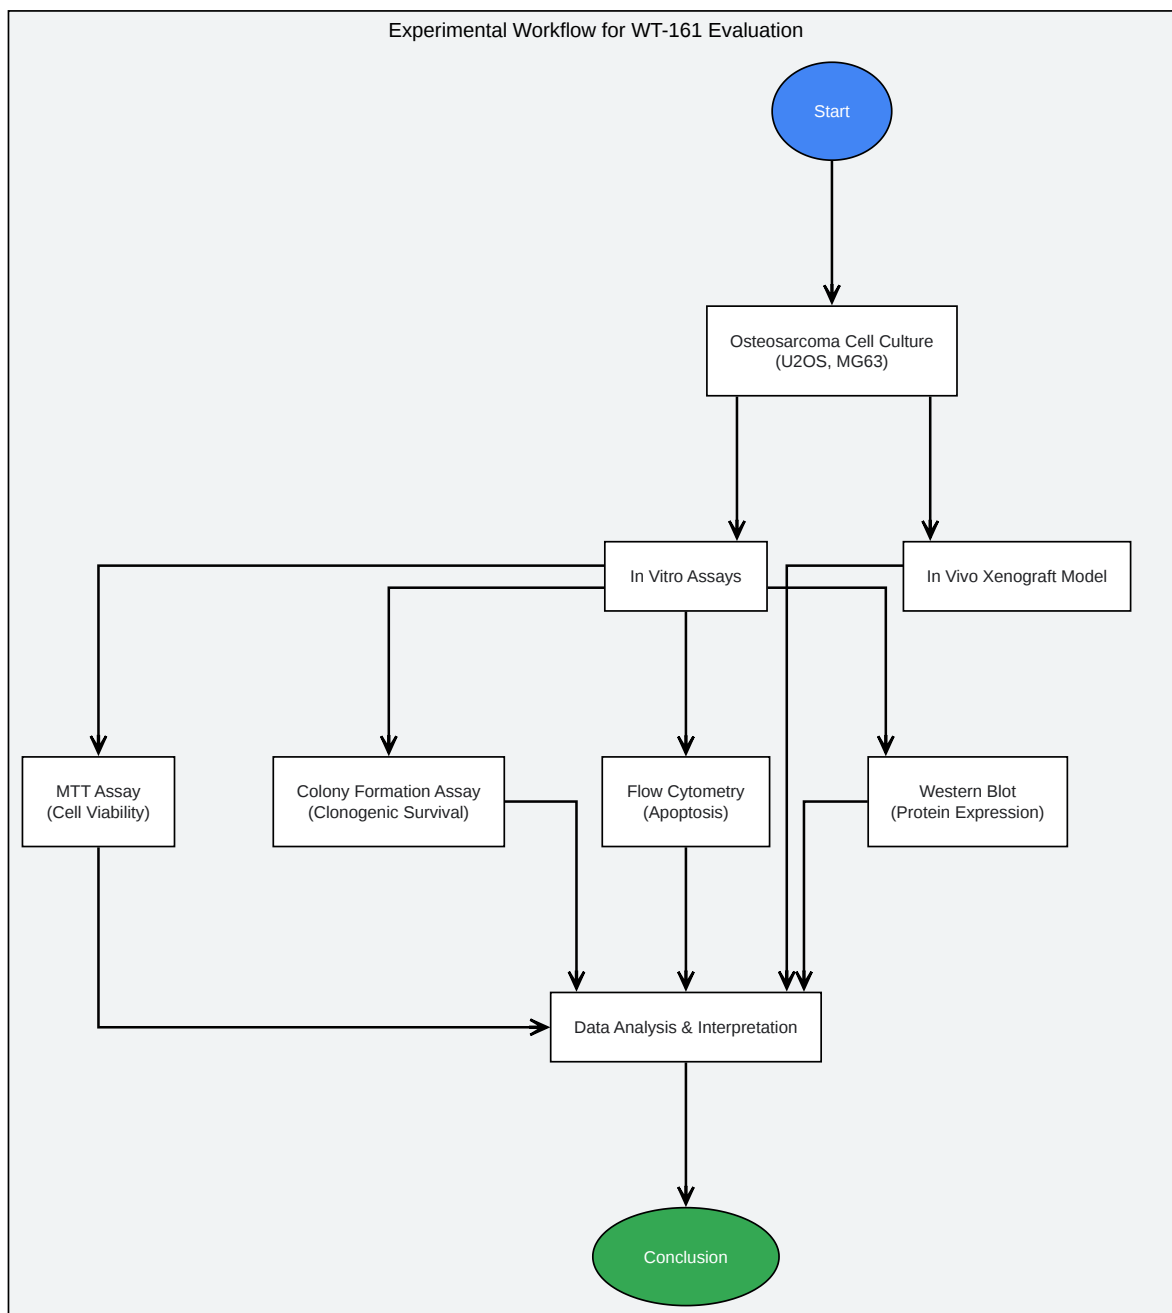 Experimental Workflow for WT-161 Evaluation
Start
Osteosarcoma Cell Culture
(U2OS, MG63)
In Vitro Assays
In Vivo Xenograft Model
MTT Assay
(Cell Viability)
Colony Formation Assay
(Clonogenic Survival)
Flow Cytometry
(Apoptosis)
Western Blot
(Protein Expression)
Data Analysis & Interpretation
Conclusion